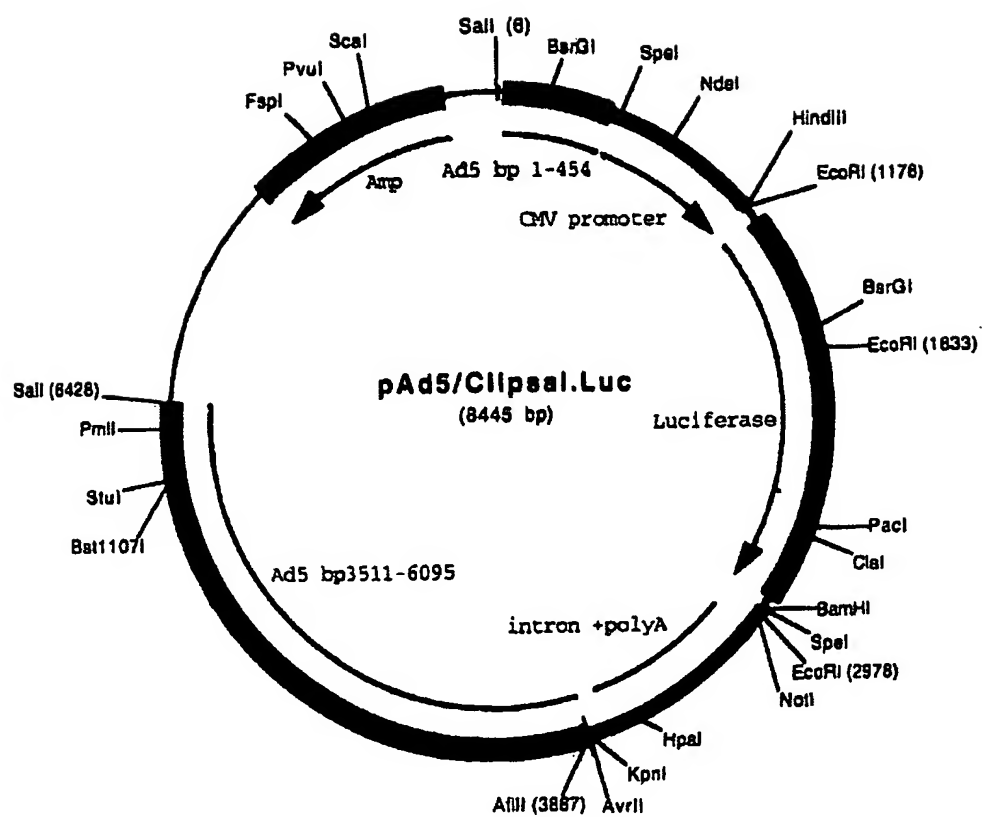 SalI (6)
BsrGI
SpeI
NdeI
HindIII
EcoRI (1176)
BsrGI
EcoRI (1633)
PacI
ClaI
BamHI
SpeI
EcoRI (2978)
NotI
HpaI
KpnI
AvrII
AflII (3887)
Bst1107I
StuI
PmlI
SalI (6428)
FspI
PvuI
ScaI
Amp
Ad5 bp 1-454
CMV promoter
Luciferase
intron +polyA
Ad5 bp3511-6095
pAd5/Clipsal.Luc
(8445 bp)